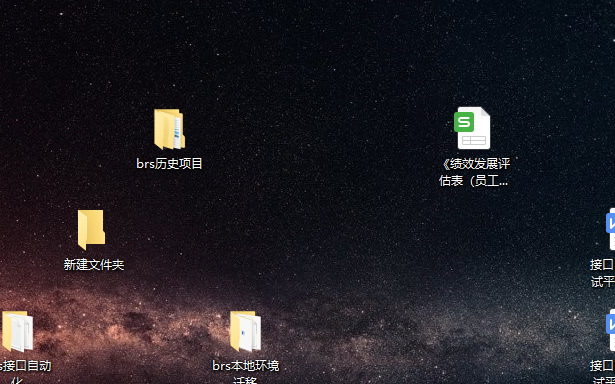 S
brs历史项目
《绩效发展评
估表（员工...
新建文件夹
W
接口
试平
s接口自动
化
brs本地环境
迁移
W
接口
试平